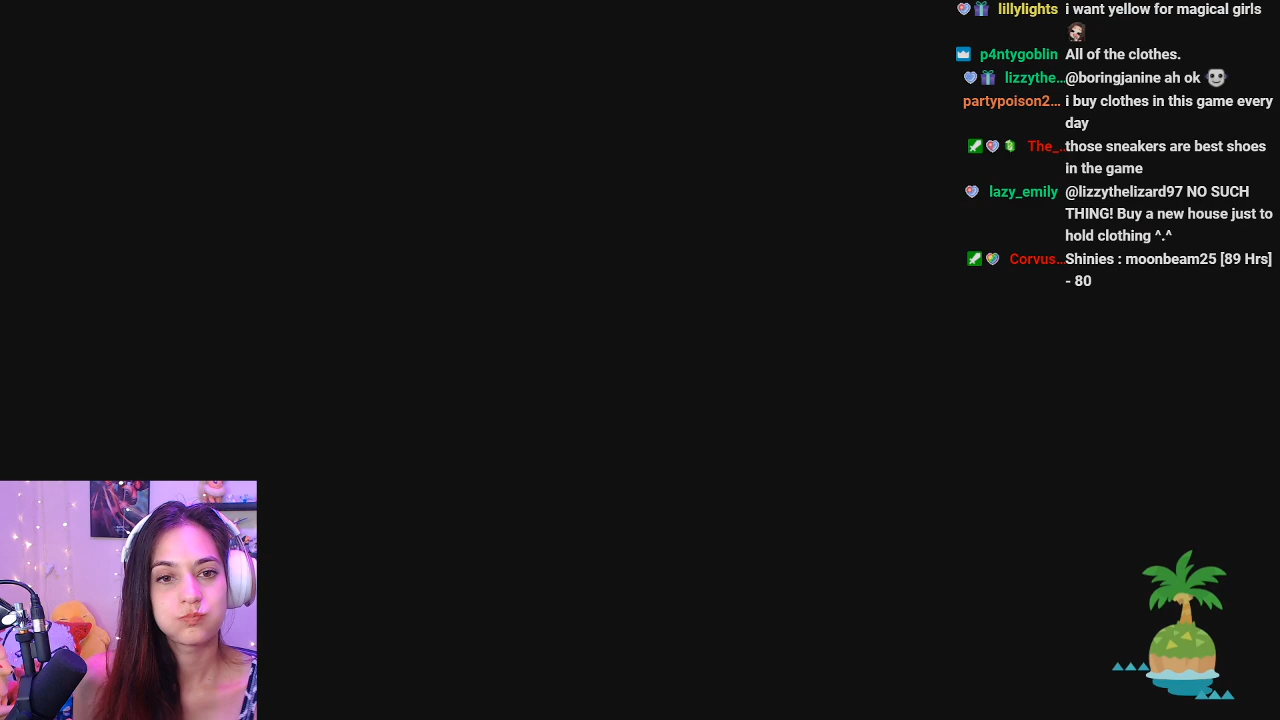 lillylights i want yellow for magical girls
p4ntygoblin All of the clothes.
lizzythe... @boringjanine ah ok
partypoison2... i buy clothes in this game every
day
The_... those sneakers are best shoes
in the game
lazy_emily @lizzythelizard97 NO SUCH
THING! Buy a new house just to
hold clothing ^.^
Corvus... Shinies : moonbeam25 [89 Hrs]
- 80